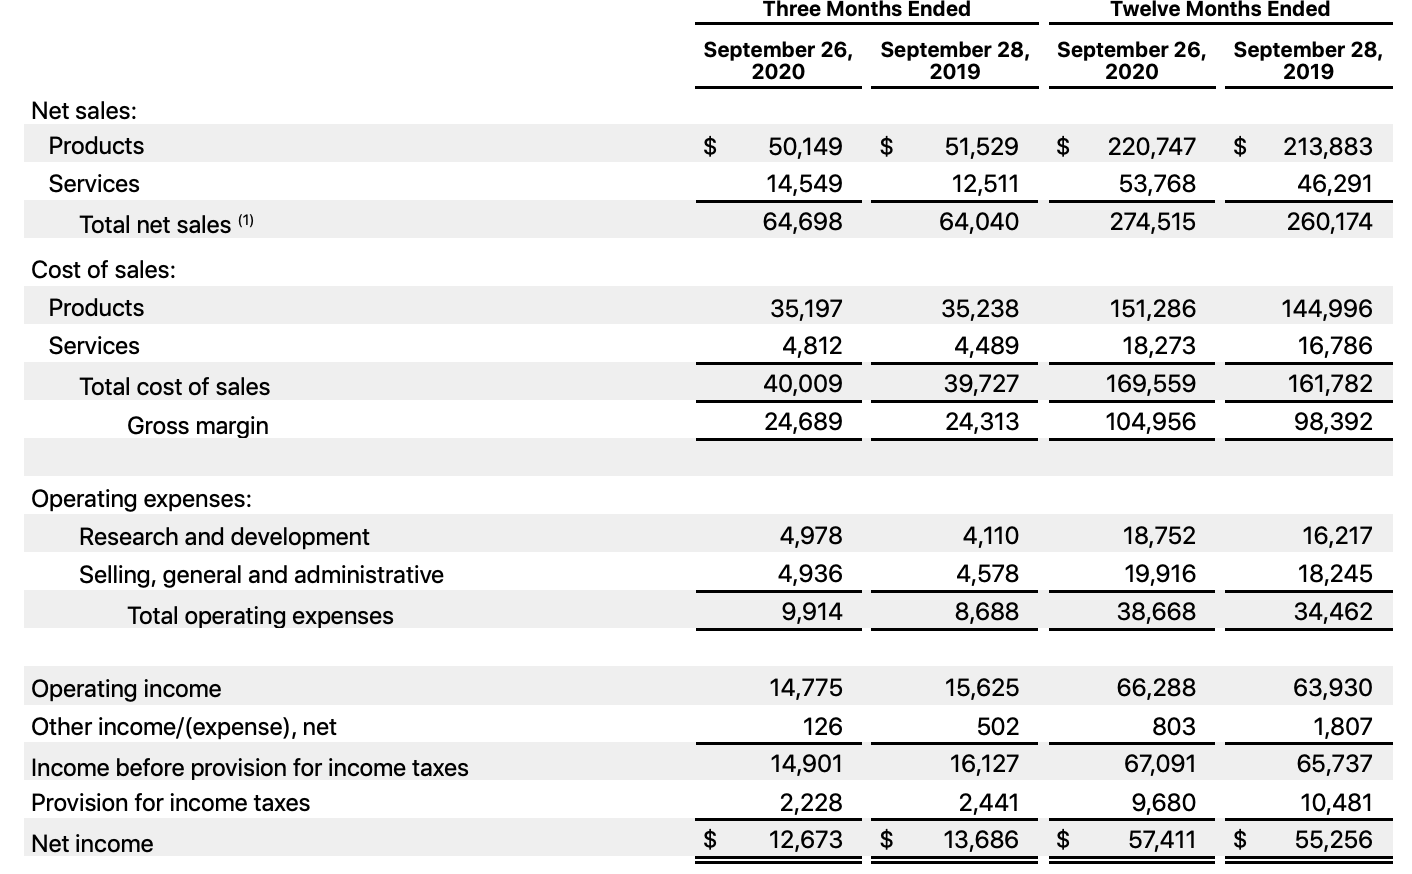 Three Months Ended Twelve Months Ended
September 26, 2020 September 28, 2019 September 26, 2020 September 28, 2019
Net sales:
Products $ 50,149 $ 51,529 $ 220,747 $ 213,883
Services 14,549 12,511 53,768 46,291
Total net sales (1) 64,698 64,040 274,515 260,174
Cost of sales:
Products 35,197 35,238 151,286 144,996
Services 4,812 4,489 18,273 16,786
Total cost of sales 40,009 39,727 169,559 161,782
Gross margin 24,689 24,313 104,956 98,392
Operating expenses:
Research and development 4,978 4,110 18,752 16,217
Selling, general and administrative 4,936 4,578 19,916 18,245
Total operating expenses 9,914 8,688 38,668 34,462
Operating income 14,775 15,625 66,288 63,930
Other income/(expense), net 126 502 803 1,807
Income before provision for income taxes 14,901 16,127 67,091 65,737
Provision for income taxes 2,228 2,441 9,680 10,481
Net income $ 12,673 $ 13,686 $ 57,411 $ 55,256